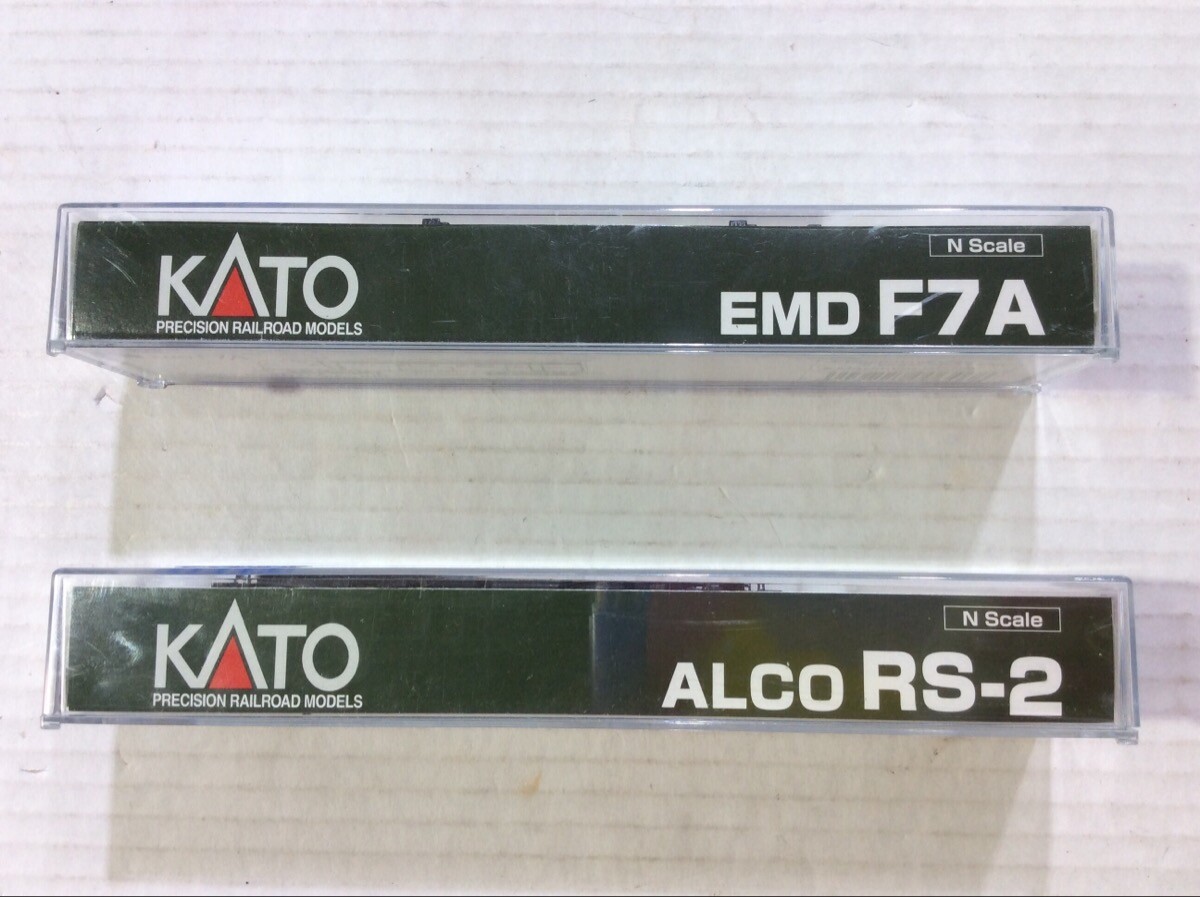 KATO
PRECISION RAILROAD MODELS
N Scale
EMD F7A
KATO
PRECISION RAILROAD MODELS
N Scale
ALCO RS-2